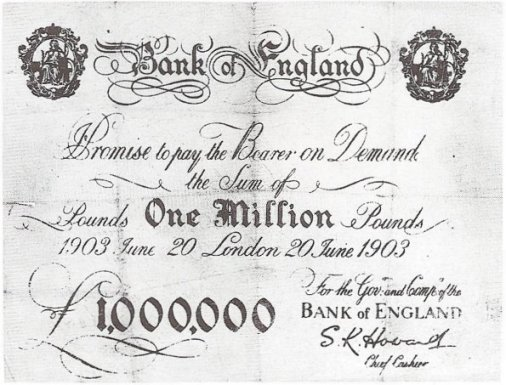 Bank of England
Promise to pay the Bearer on Demand
the Sum of
Pounds One Million Pounds
1903 June 20 London 20 June 1903
For the Govr. and Compa. of the
BANK OF ENGLAND
£ 1,000,000
S.K. Howard
Chief Cashier